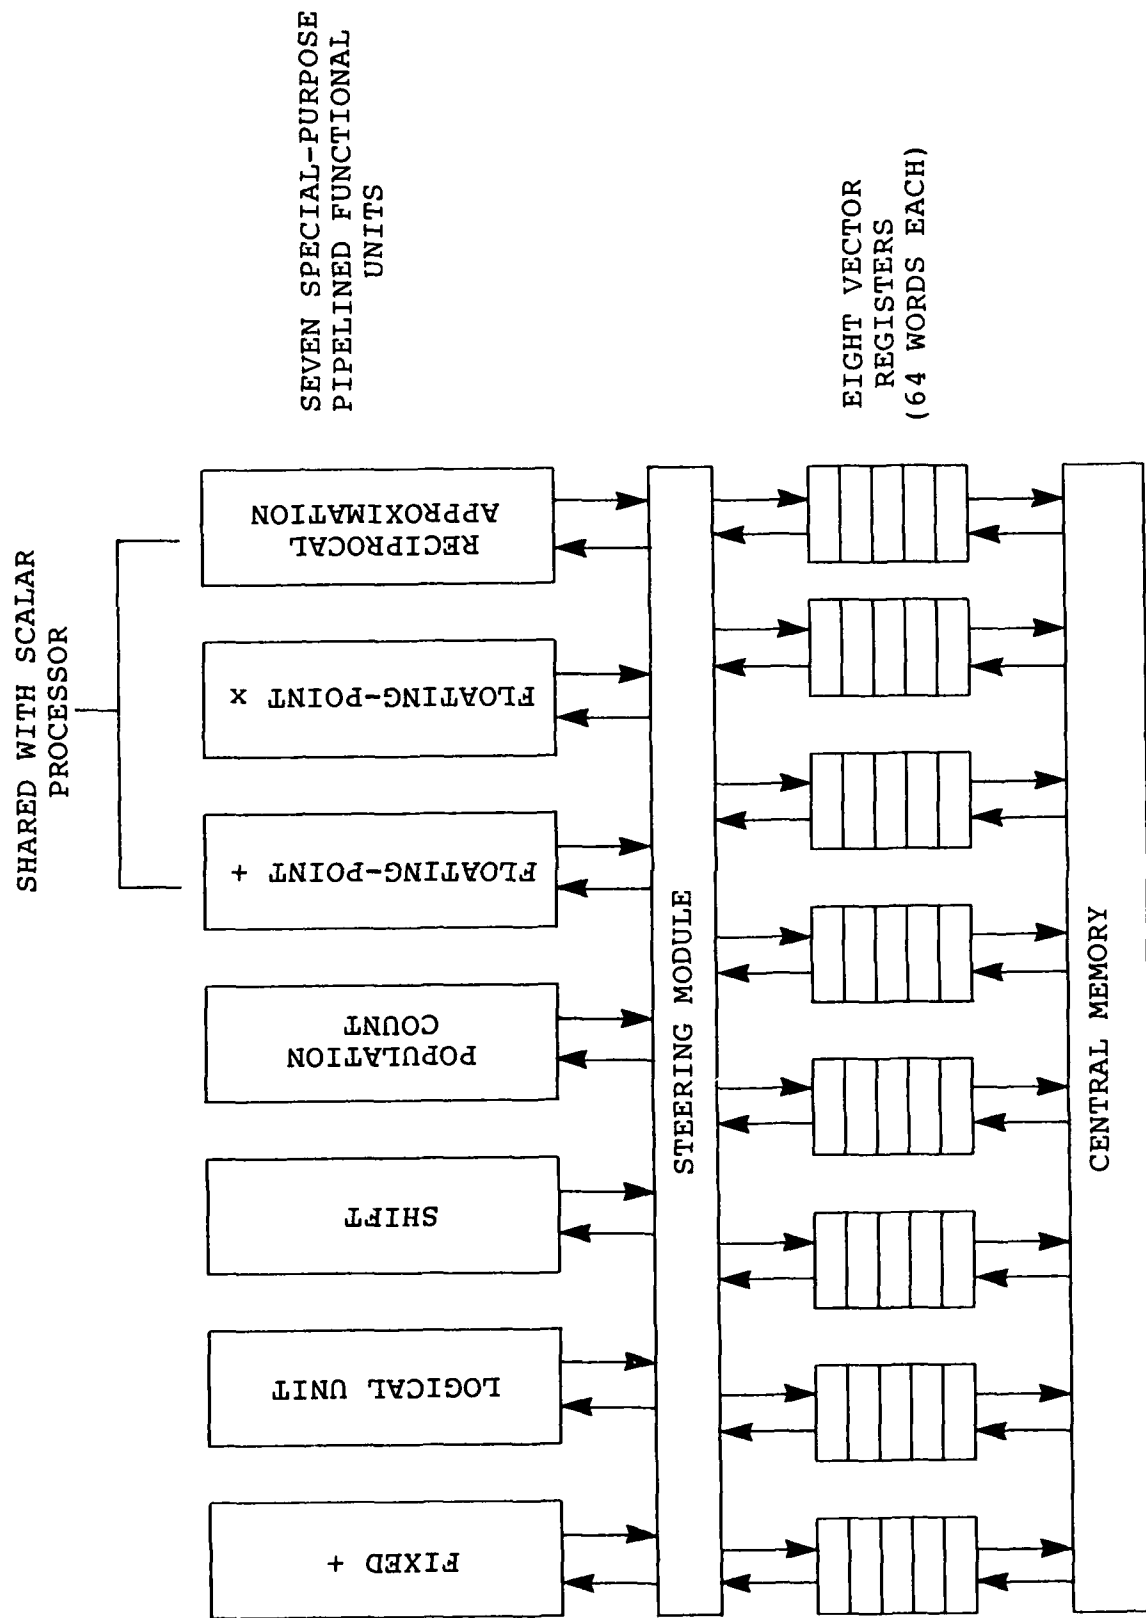 SHARED WITH SCALAR
PROCESSOR
FIXED +
LOGICAL UNIT
SHIFT
POPULATION
COUNT
FLOATING-POINT +
FLOATING-POINT x
RECIPROCAL
APPROXIMATION
SEVEN SPECIAL-PURPOSE
PIPELINED FUNCTIONAL
UNITS
STEERING MODULE
EIGHT VECTOR
REGISTERS
(64 WORDS EACH)
CENTRAL MEMORY